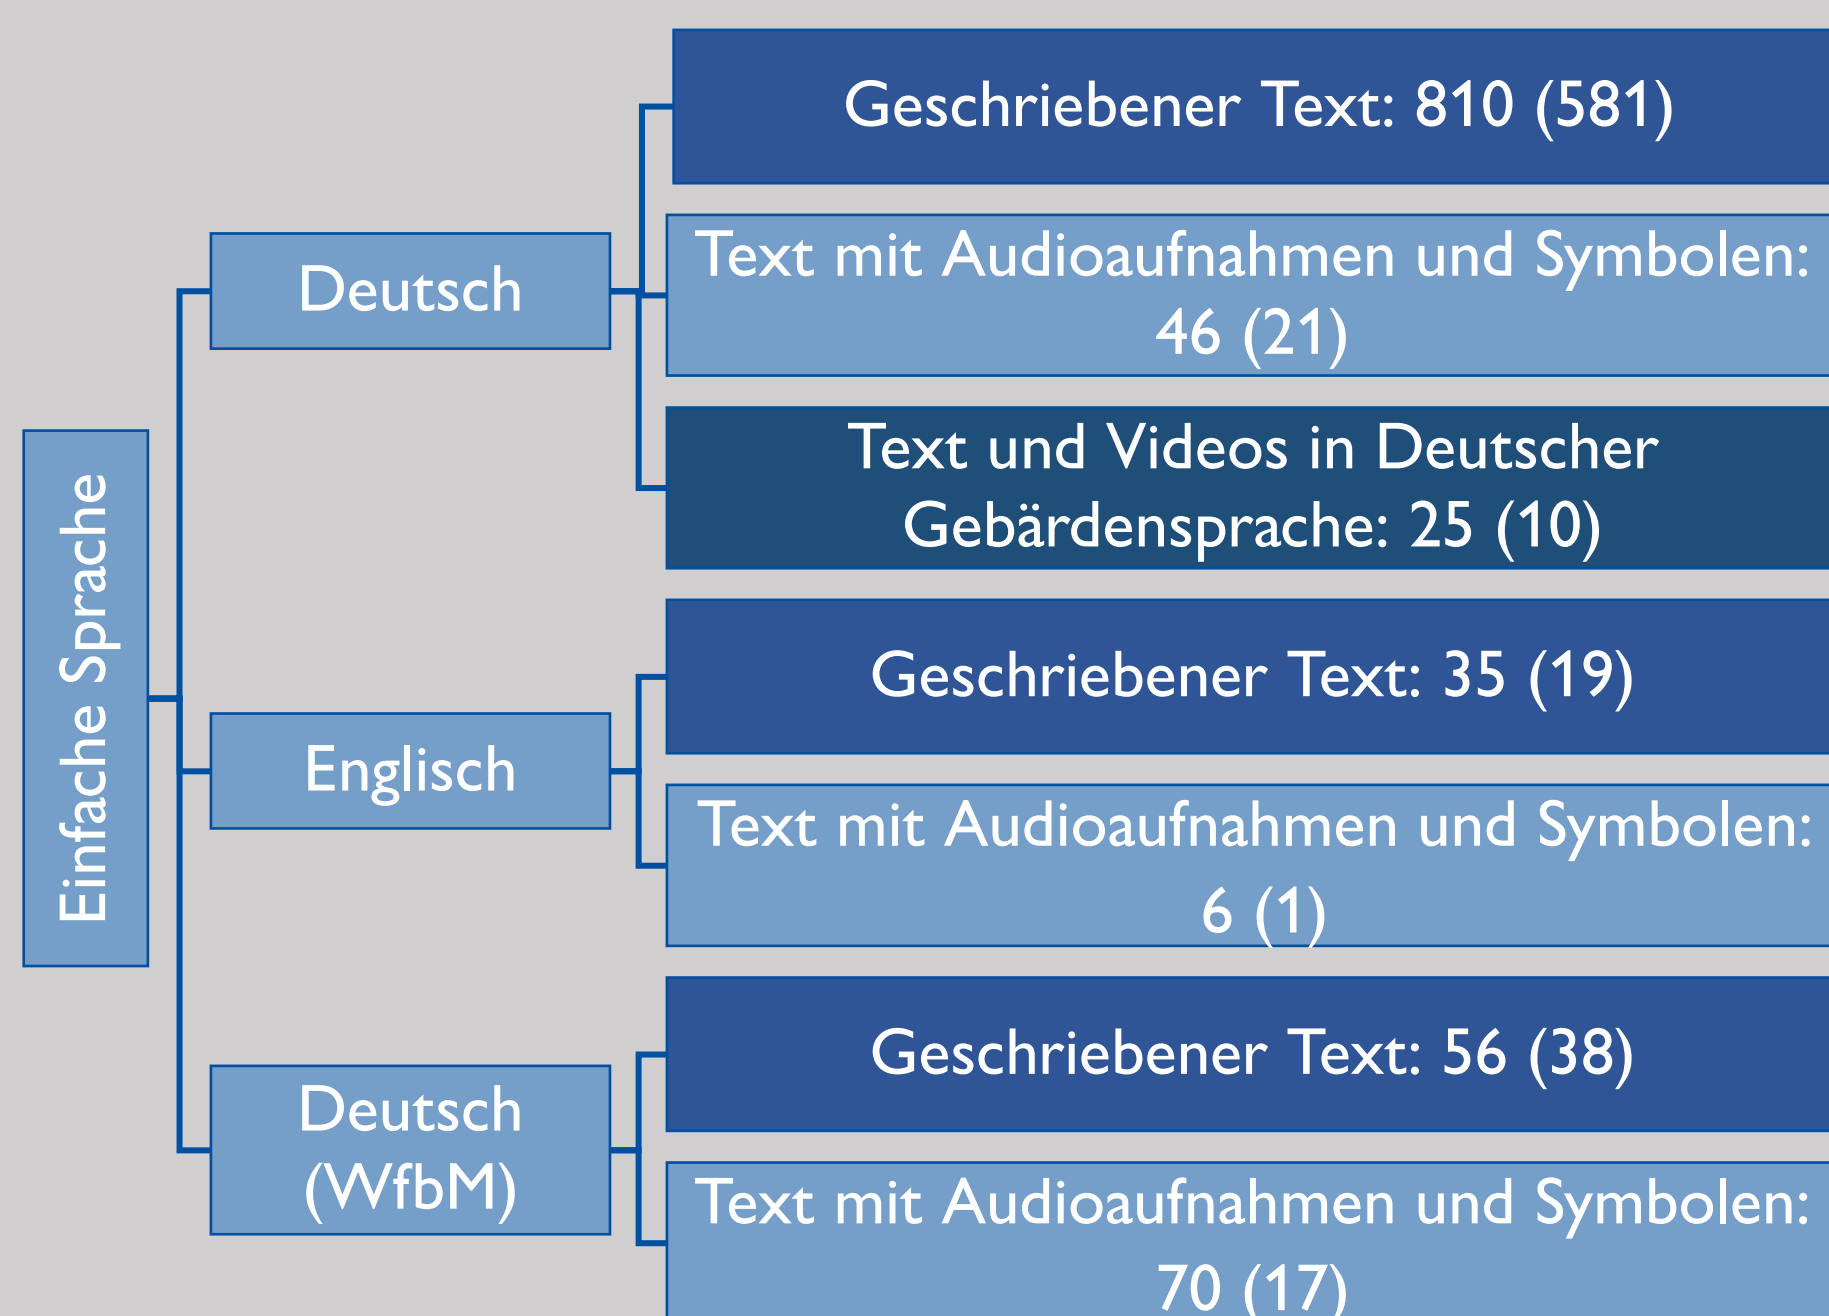 Einfache Sprache
Deutsch
Geschriebener Text: 810 (581)
Text mit Audioaufnahmen und Symbolen:
46 (21)
Text und Videos in Deutscher
Gebärdensprache: 25 (10)
Englisch
Geschriebener Text: 35 (19)
Text mit Audioaufnahmen und Symbolen:
6 (1)
Deutsch
(WfbM)
Geschriebener Text: 56 (38)
Text mit Audioaufnahmen und Symbolen:
70 (17)